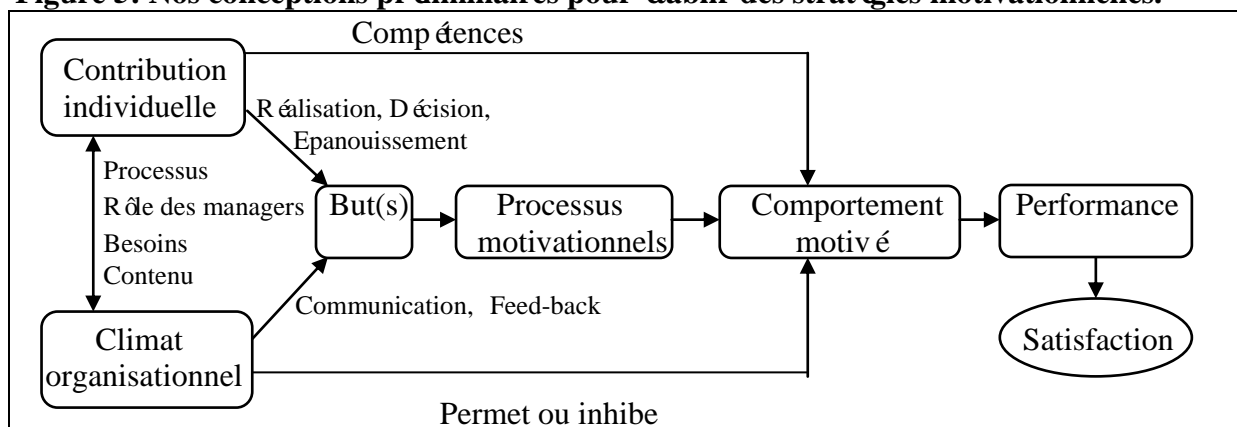 Figure 3: Nos conceptions préliminaires pour établir des stratégies motivationnelles.
Compétences
Contribution
individuelle
Réalisation, Décision,
Epanouissement
Processus
Rôle des managers
Besoins
Contenu
But(s)
Processus
motivationnels
Comportement
motivé
Performance
Communication, Feed-back
Climat
organisationnel
Satisfaction
Permet ou inhibe